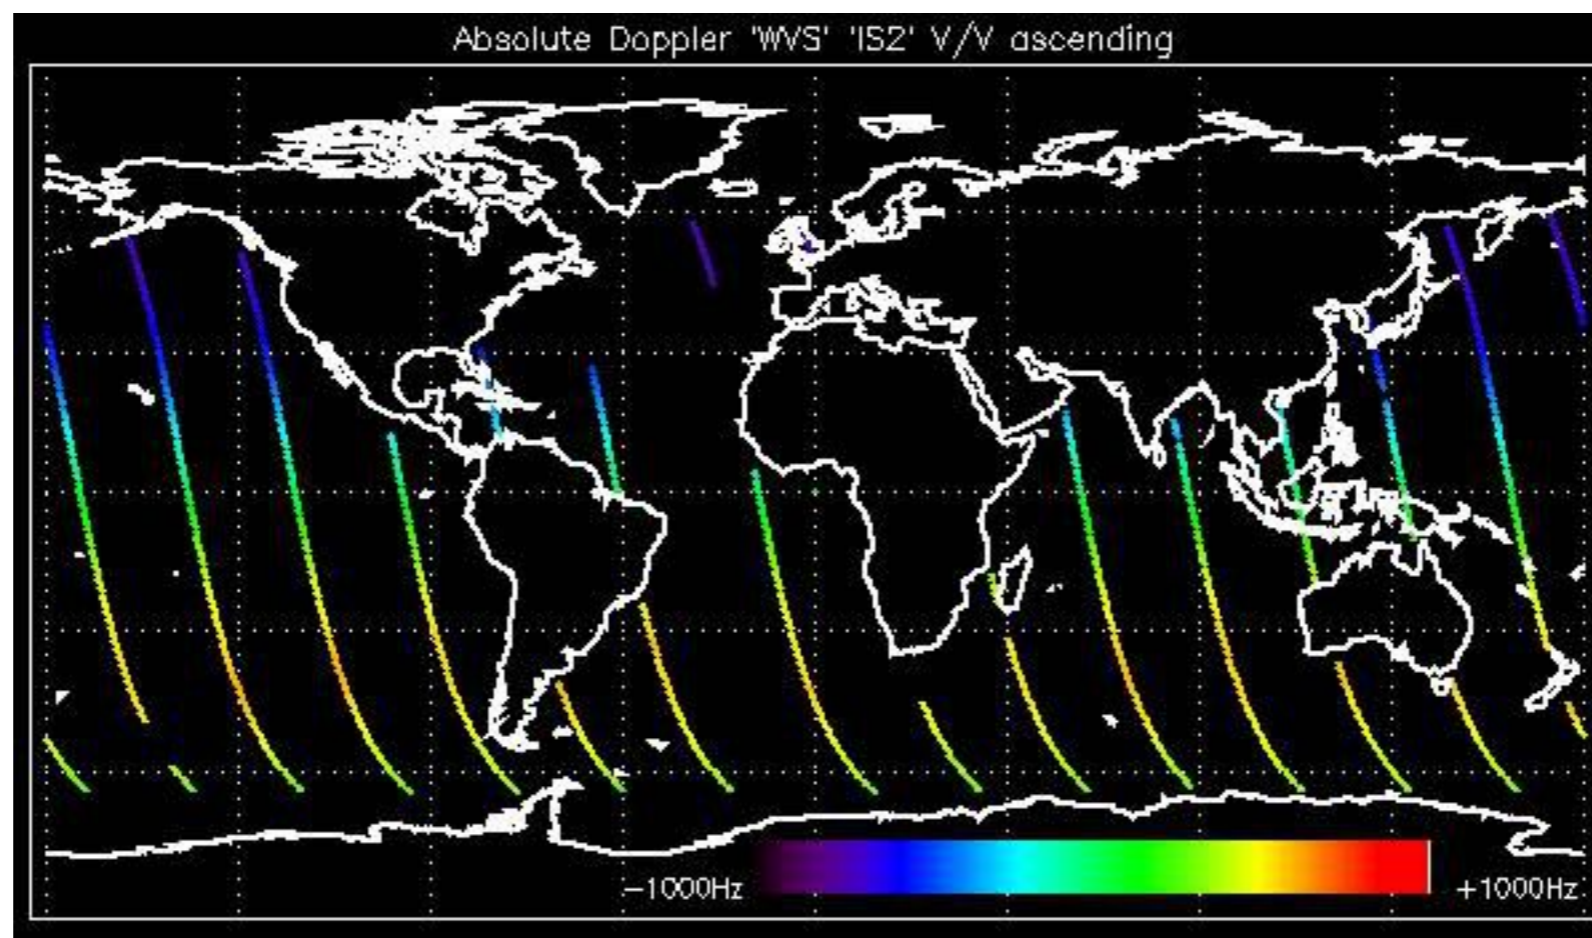 Absolute Doppler 'WVS' 'IS2' V/V ascending
−1000Hz +1000Hz